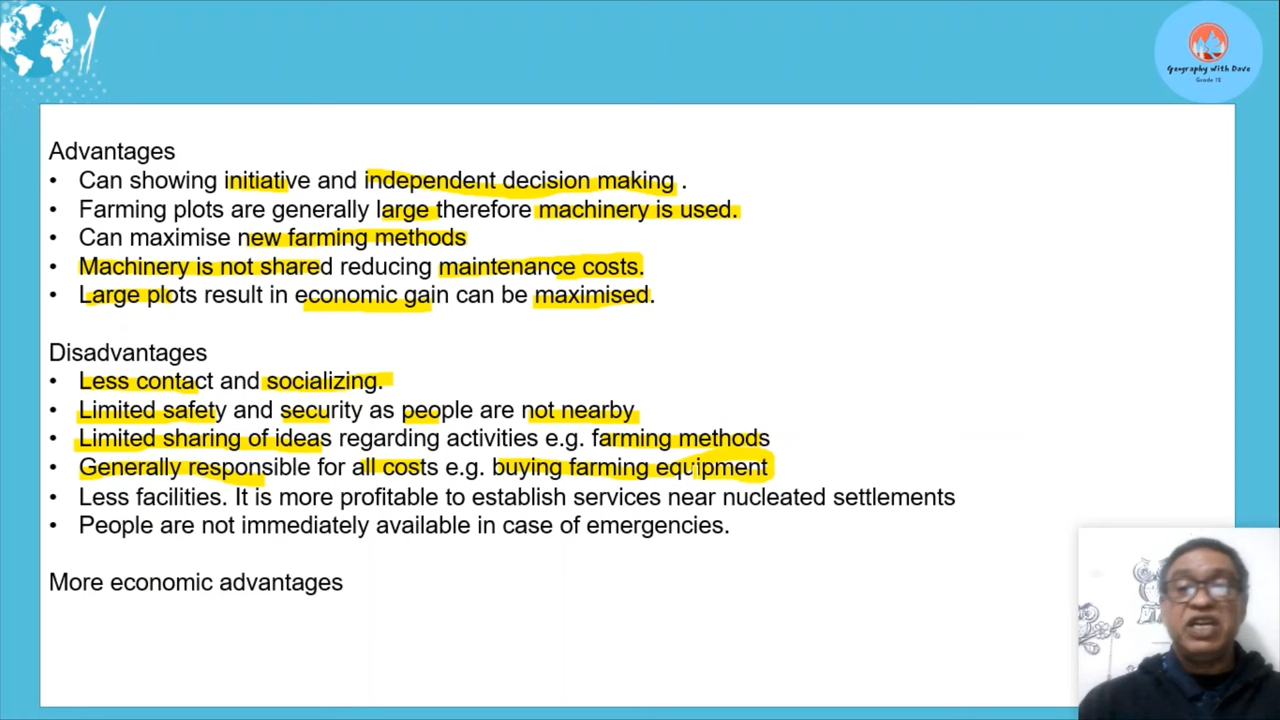 Geography With Dave
Grade 12
Advantages
• Can showing initiative and independent decision making .
• Farming plots are generally large therefore machinery is used.
• Can maximise new farming methods
• Machinery is not shared reducing maintenance costs.
• Large plots result in economic gain can be maximised.
Disadvantages
• Less contact and socializing.
• Limited safety and security as people are not nearby
• Limited sharing of ideas regarding activities e.g. farming methods
• Generally responsible for all costs e.g. buying farming equipment
• Less facilities. It is more profitable to establish services near nucleated settlements
• People are not immediately available in case of emergencies.
More economic advantages